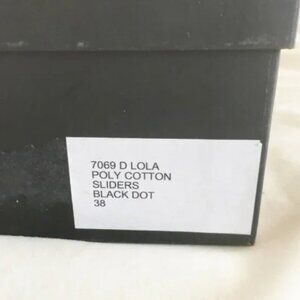 7069 D LOLA
POLY COTTON
SLIDERS
BLACK DOT
38